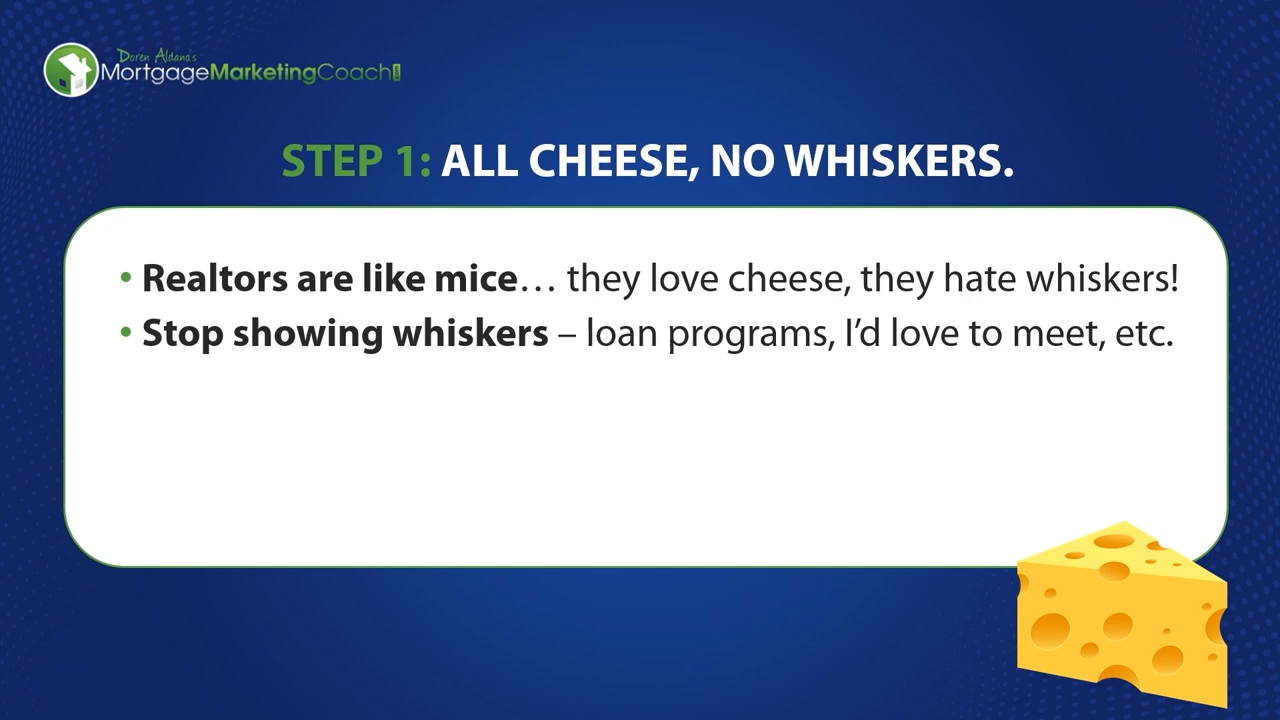 Doren Aldana's
MortgageMarketingCoach
STEP 1: ALL CHEESE, NO WHISKERS.
• Realtors are like mice… they love cheese, they hate whiskers!
• Stop showing whiskers – loan programs, I’d love to meet, etc.